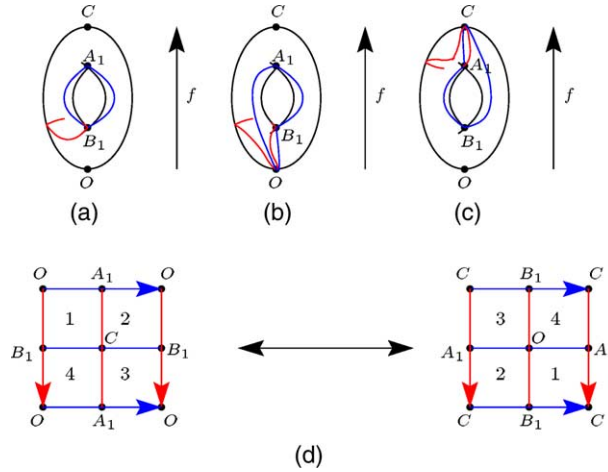 C
C
C
A₁
A₁
A₁
f
f
f
B₁
B₁
B₁
O
O
O
(a)
(b)
(c)
O A₁ O
C B₁ C
1 2
3 4
B₁ C B₁
A₁ O A
4 3
2 1
O A₁ O
C B₁ C
(d)